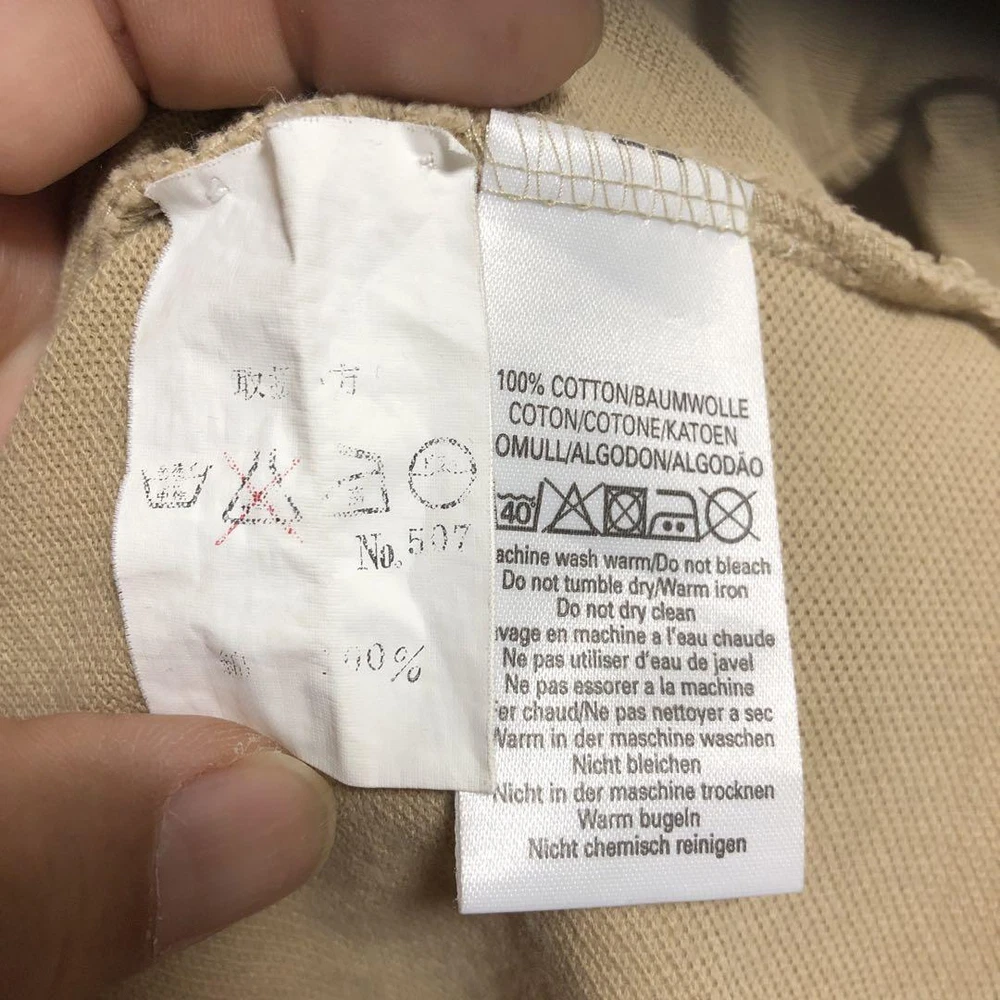 取 方
No. 507
00%
100% COTTON/BAUMWOLLE
COTON/COTONE/KATOEN
OMULL/ALGODON/ALGODÃO
40°
achine wash warm/Do not bleach
Do not tumble dry/Warm iron
Do not dry clean
vage en machine a l'eau chaude
Ne pas utiliser d'eau de javel
Ne pas essorer a la machine
er chaud/Ne pas nettoyer a sec
Warm in der maschine waschen
Nicht bleichen
Nicht in der maschine trocknen
Warm bugeln
Nicht chemisch reinigen